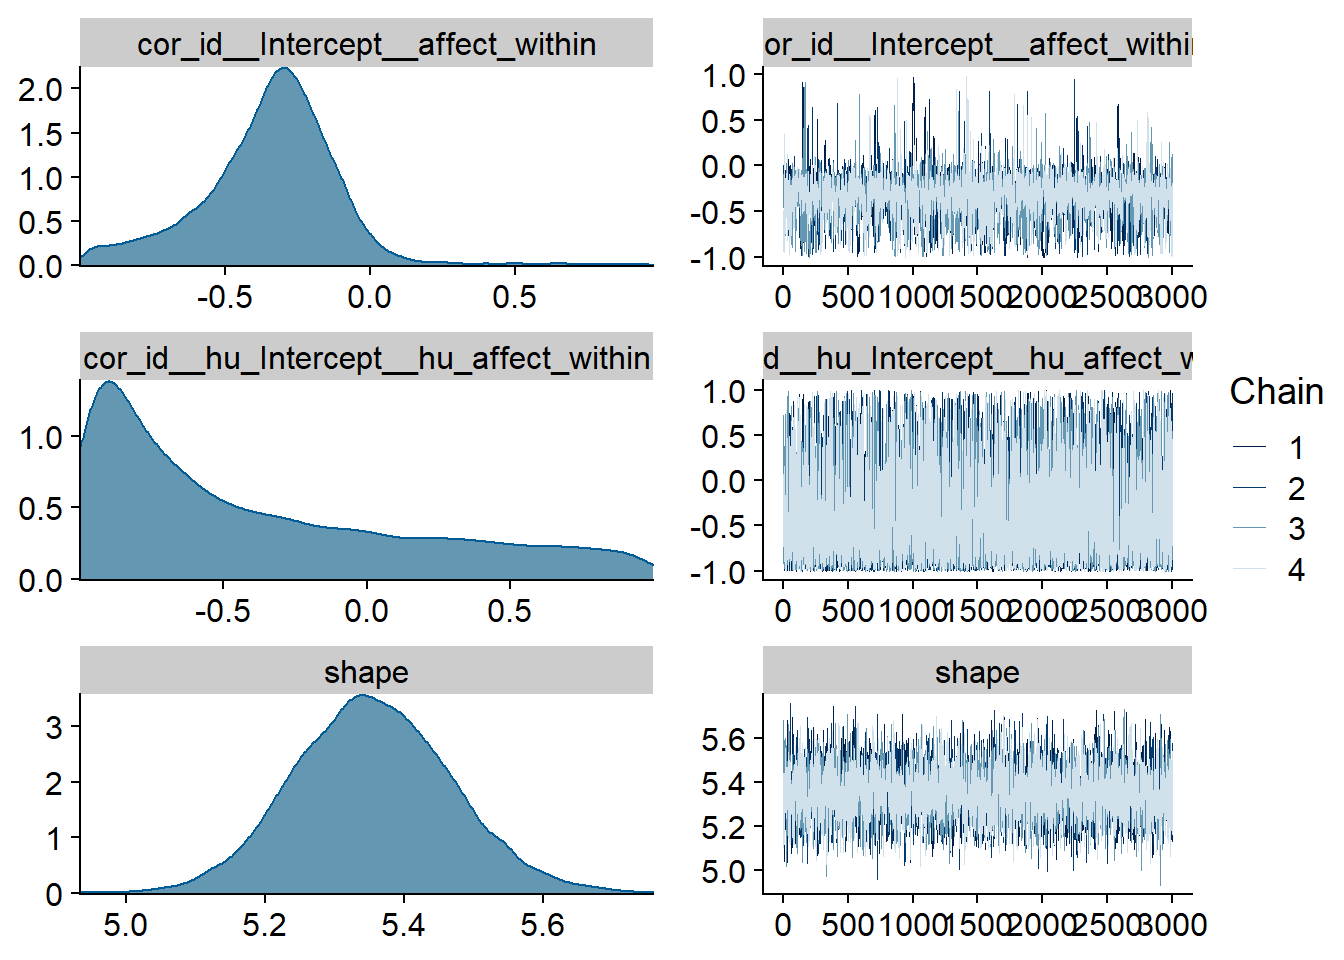 cor_id__Intercept__affect_within
2.0
1.5
1.0
0.5
0.0
-0.5 0.0 0.5
or_id__Intercept__affect_within
1.0
0.5
0.0
-0.5
-1.0
0 500 1000 1500 2000 2500 3000
cor_id__hu_Intercept__hu_affect_within
1.0
0.5
0.0
-0.5 0.0 0.5
d__hu_Intercept__hu_affect_w
1.0
0.5
0.0
-0.5
-1.0
0 500 1000 1500 2000 2500 3000
shape
3
2
1
0
5.0 5.2 5.4 5.6
shape
5.6
5.4
5.2
5.0
0 500 1000 1500 2000 2500 3000
Chain
1
2
3
4